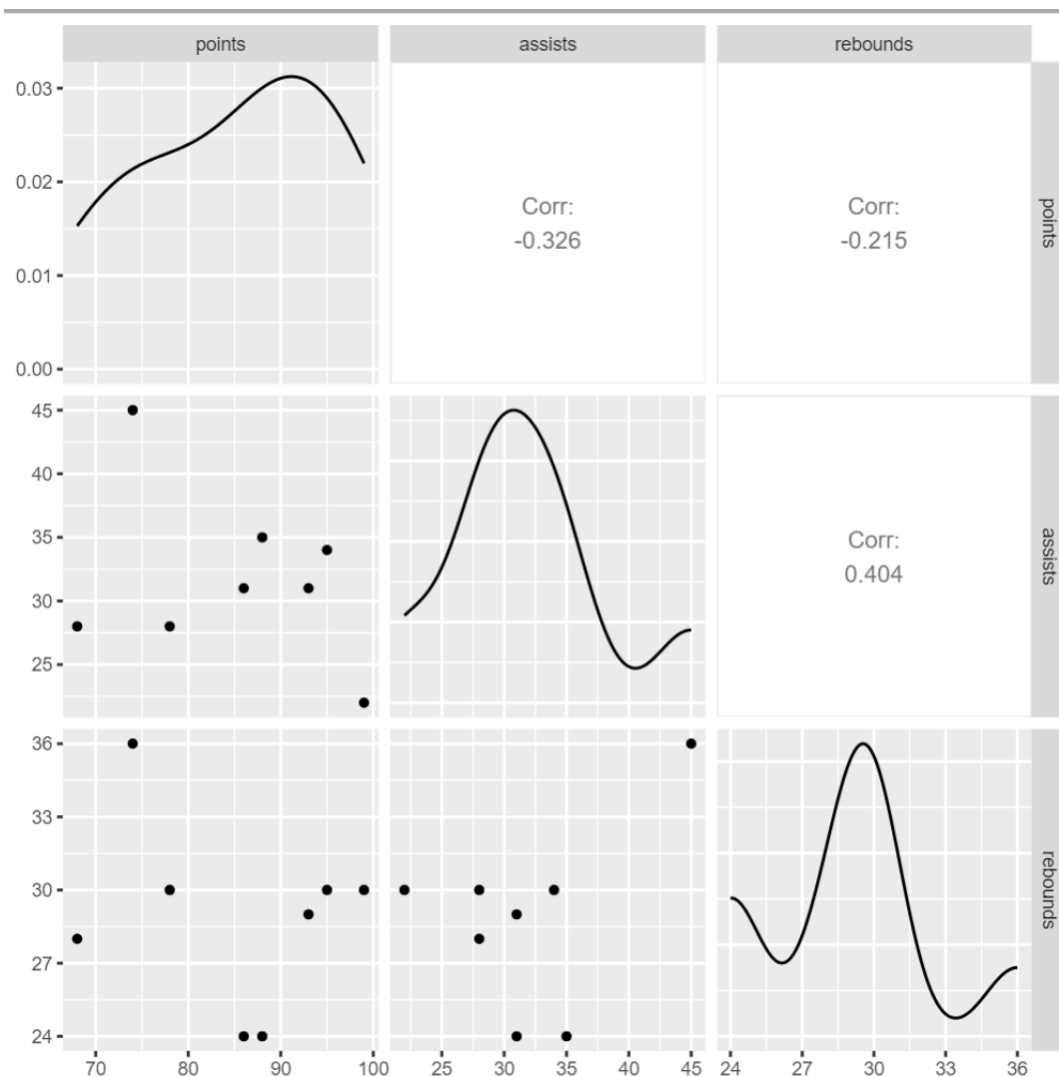 points assists rebounds
0.03
0.02
0.01
0.00
Corr:
-0.326
Corr:
-0.215
points
45
40
35
30
25
Corr:
0.404
assists
36
33
30
27
24
rebounds
70 80 90 100 25 30 35 40 45 24 27 30 33 36